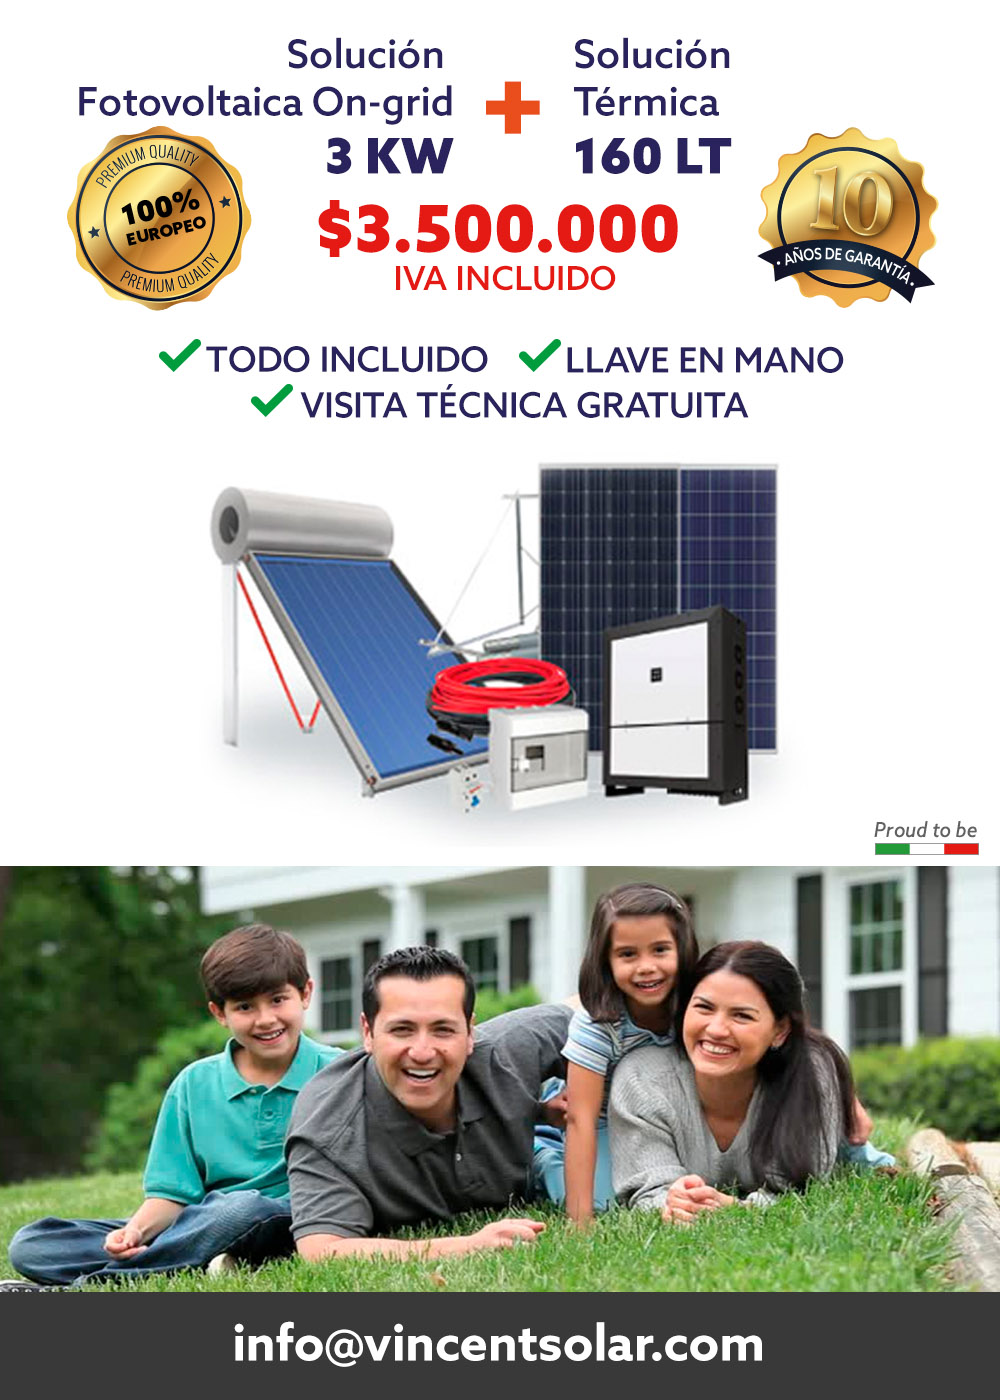 Solución
Fotovoltaica On-grid
3 KW
+
Solución
Térmica
160 LT
PREMIUM QUALITY
100%
EUROPEO
PREMIUM QUALITY
$3.500.000
IVA INCLUIDO
10
AÑOS DE GARANTÍA
TODO INCLUIDO
LLAVE EN MANO
VISITA TÉCNICA GRATUITA
Proud to be
info@vincentsolar.com